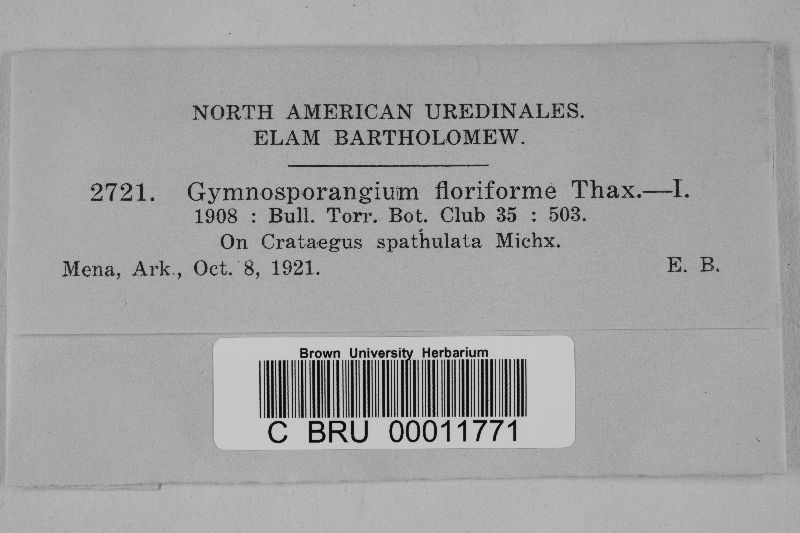 NORTH AMERICAN UREDINALES.
ELAM BARTHOLOMEW.
2721. Gymnosporangium floriforme Thax.—I.
1908 : Bull. Torr. Bot. Club 35 : 503.
On Crataegus spathulata Michx.
Mena, Ark., Oct. 8, 1921. E. B.
Brown University Herbarium
C BRU 00011771